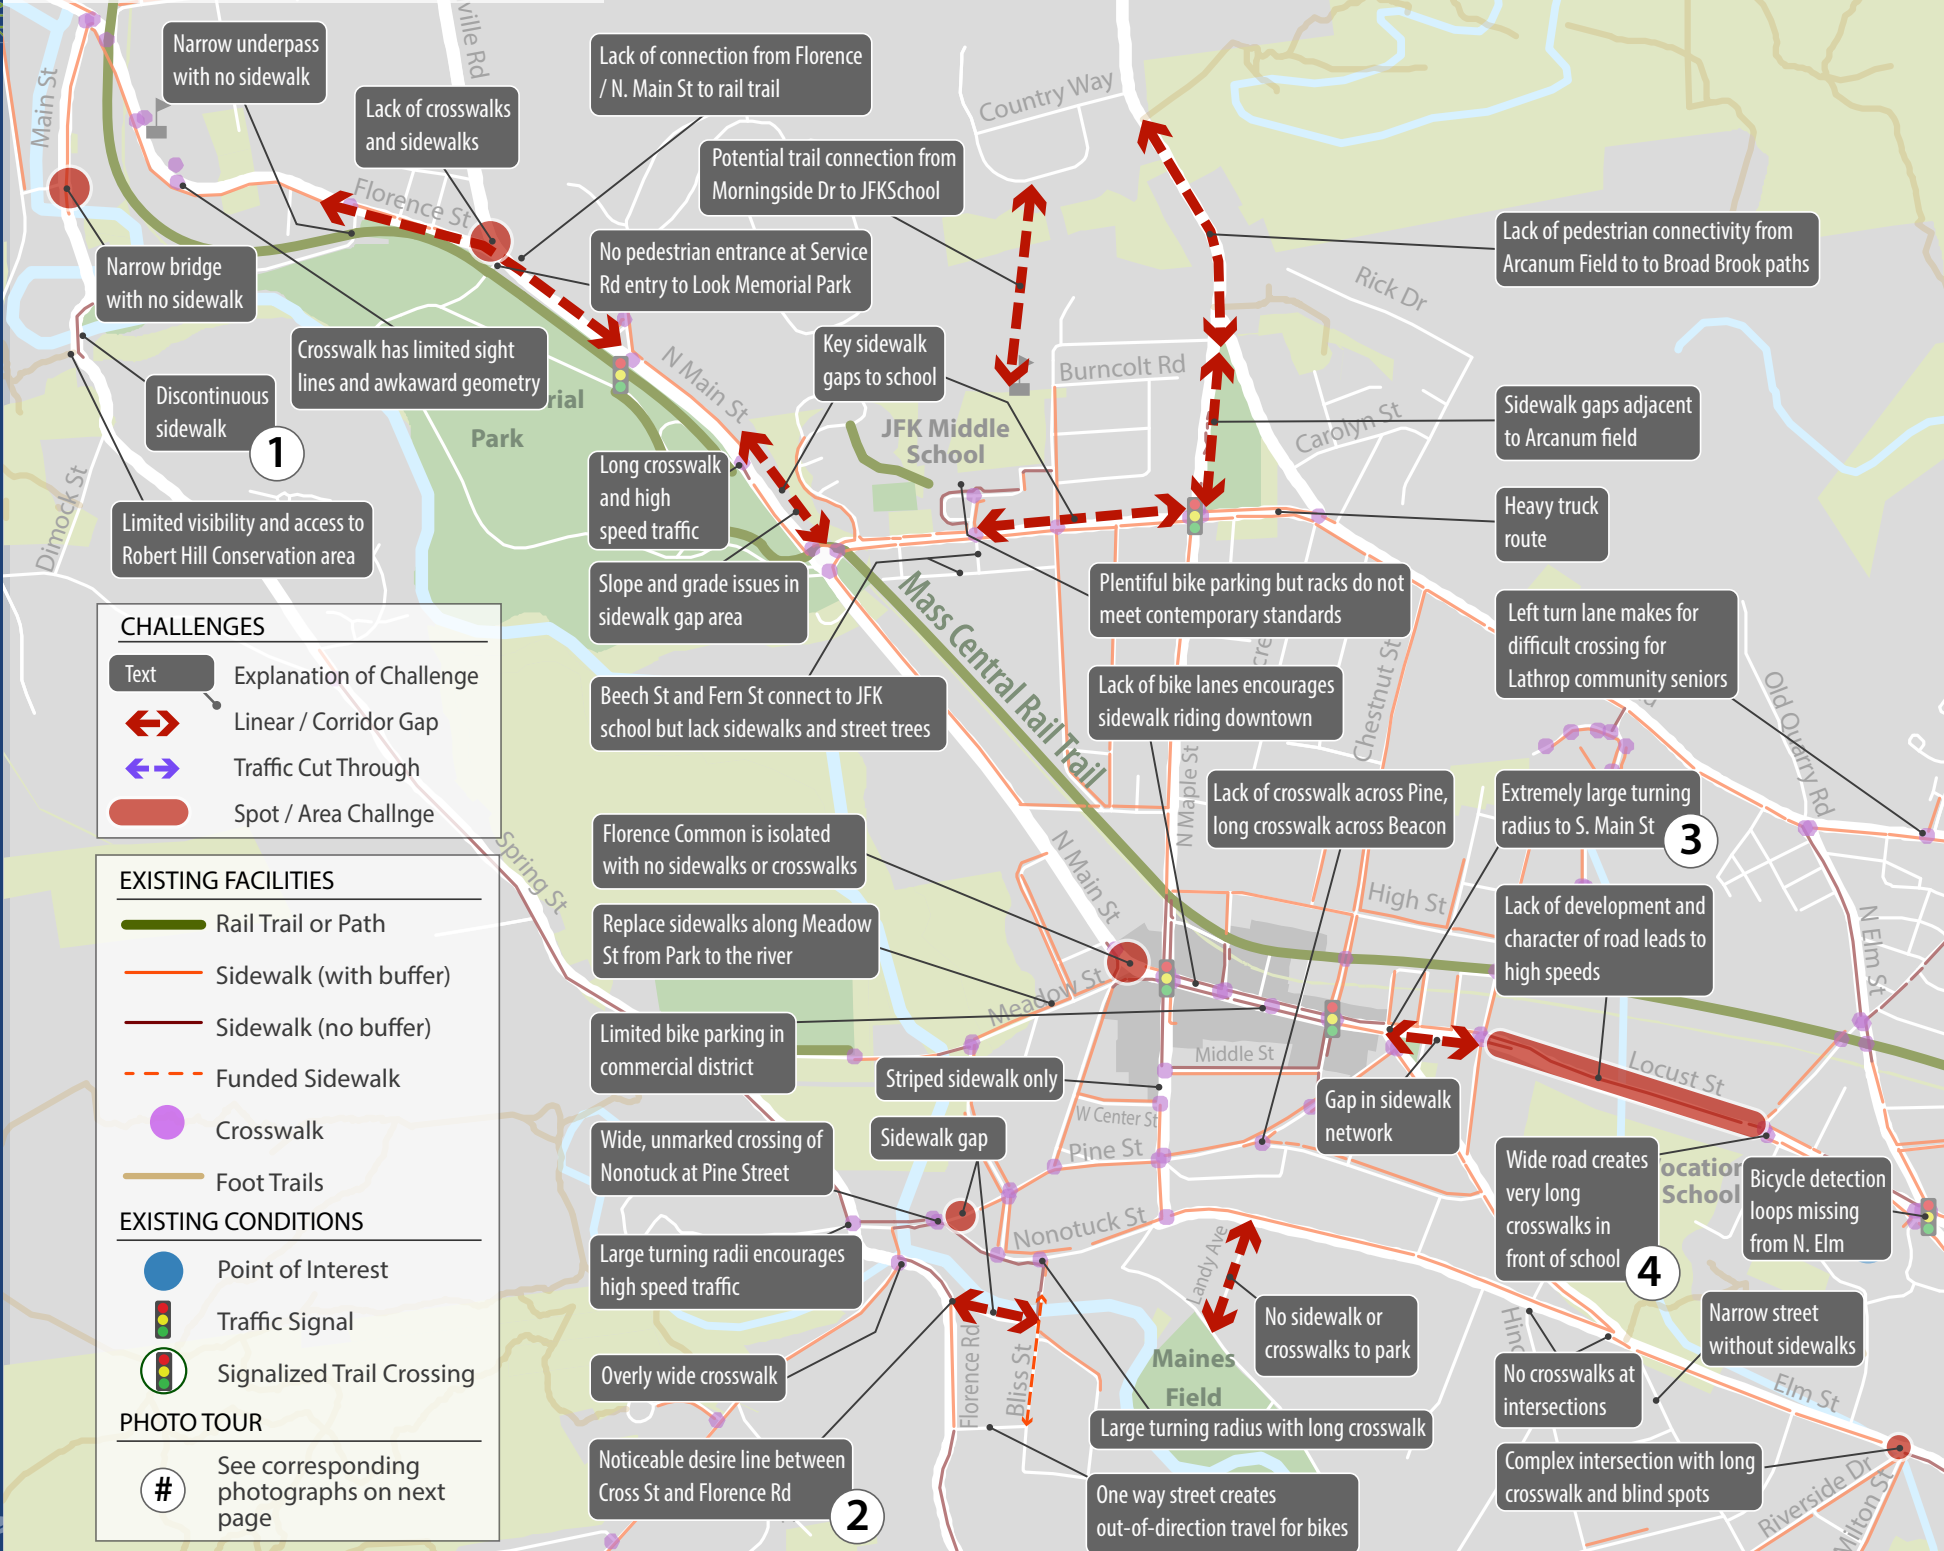 Main St
ville Rd
Narrow underpass
with no sidewalk
Lack of crosswalks
and sidewalks
Lack of connection from Florence
/ N. Main St to rail trail
Country Way
Potential trail connection from
Morningside Dr to JFKSchool
Florence St
Lack of pedestrian connectivity from
Arcanum Field to to Broad Brook paths
No pedestrian entrance at Service
Rd entry to Look Memorial Park
Narrow bridge
with no sidewalk
Rick Dr
Crosswalk has limited sight
lines and awkaward geometry
Key sidewalk
gaps to school
N Main St
Burncolt Rd
Discontinuous
sidewalk
1
rial
Park
JFK Middle
School
Carolyn St
Sidewalk gaps adjacent
to Arcanum field
Long crosswalk
and high
speed traffic
Dimock St
Limited visibility and access to
Robert Hill Conservation area
Heavy truck
route
Slope and grade issues in
sidewalk gap area
Mass Central Rail Trail
Plentiful bike parking but racks do not
meet contemporary standards
Left turn lane makes for
difficult crossing for
Lathrop community seniors
cre
Chestnut St
Beech St and Fern St connect to JFK
school but lack sidewalks and street trees
Lack of bike lanes encourages
sidewalk riding downtown
Old Quarry Rd
d
CHALLENGES
Text
Explanation of Challenge
Linear / Corridor Gap
Traffic Cut Through
Spot / Area Challnge
N Maple St
Lack of crosswalk across Pine,
long crosswalk across Beacon
Extremely large turning
radius to S. Main St
3
Spring St
Florence Common is isolated
with no sidewalks or crosswalks
N Main St
High St
Replace sidewalks along Meadow
St from Park to the river
Lack of development and
character of road leads to
high speeds
N Elm St
EXISTING FACILITIES
Rail Trail or Path
Sidewalk (with buffer)
Sidewalk (no buffer)
Funded Sidewalk
Crosswalk
Foot Trails
EXISTING CONDITIONS
Point of Interest
Traffic Signal
Signalized Trail Crossing
PHOTO TOUR
#
See corresponding
photographs on next
page
Meadow St
Limited bike parking in
commercial district
Middle St
Striped sidewalk only
Locust St
Gap in sidewalk
network
W Center St
Pine St
Wide, unmarked crossing of
Nonotuck at Pine Street
Sidewalk gap
Wide road creates
very long
crosswalks in
front of school
4
ocation
School
Bicycle detection
loops missing
from N. Elm
Nonotuck St
Large turning radii encourages
high speed traffic
Landy Ave
No sidewalk or
crosswalks to park
Hinc
Narrow street
without sidewalks
Overly wide crosswalk
Florence Rd
Bliss St
Maines
Field
No crosswalks at
intersections
Elm St
Large turning radius with long crosswalk
Noticeable desire line between
Cross St and Florence Rd
2
Complex intersection with long
crosswalk and blind spots
One way street creates
out-of-direction travel for bikes
Riverside Dr
Milton St